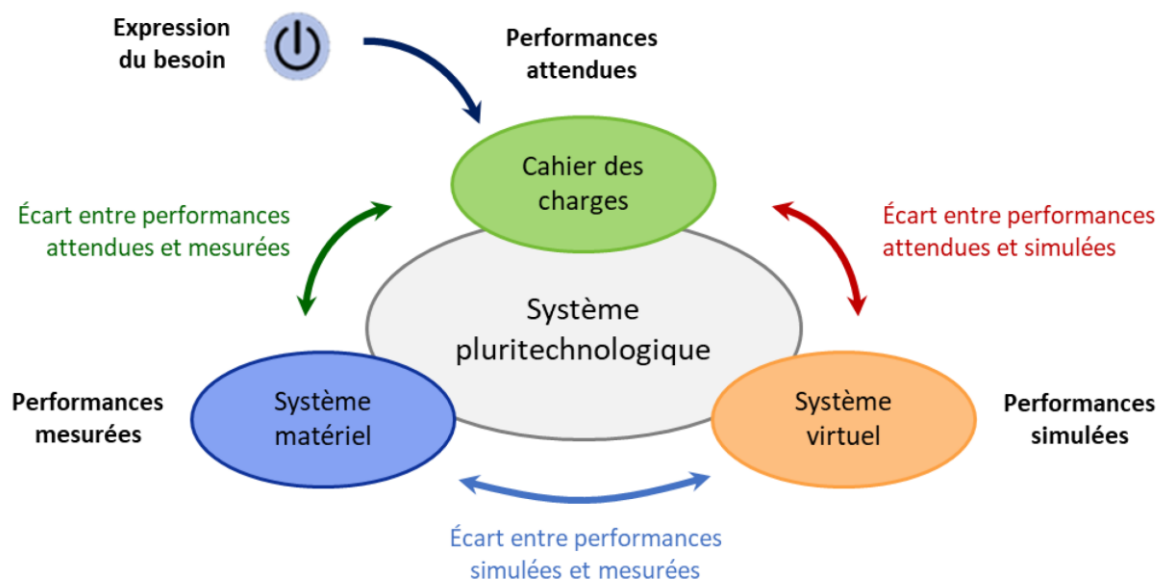 Expression
du besoin
Performances
attendues
Cahier des
charges
Écart entre performances
attendues et mesurées
Écart entre performances
attendues et simulées
Système
pluritechnologique
Performances
mesurées
Système
matériel
Système
virtuel
Performances
simulées
Écart entre performances
simulées et mesurées